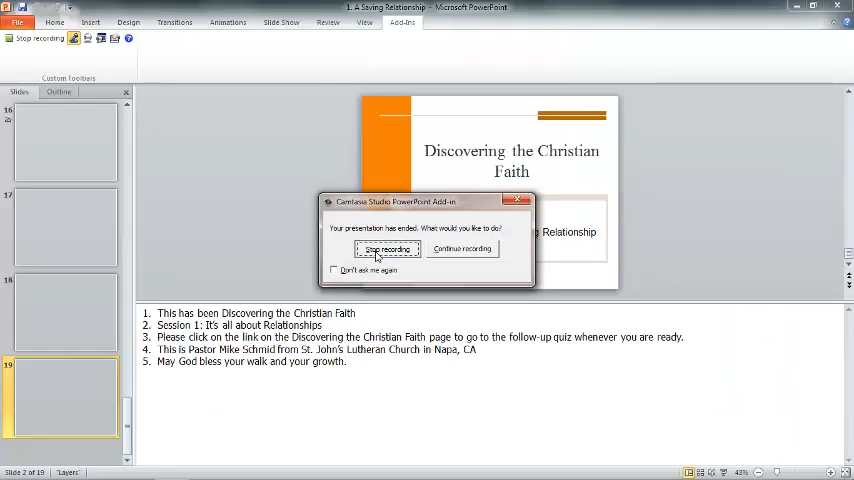 1. A Saving Relationship - Microsoft PowerPoint
File Home Insert Design Transitions Animations Slide Show Review View Add-Ins
Stop recording
Custom Toolbars
Slides Outline
16
17
18
19
Discovering the Christian
Faith
ng Relationship
Camtasia Studio PowerPoint Add-in
Your presentation has ended. What would you like to do?
Stop recording Continue recording
Don't ask me again
1. This has been Discovering the Christian Faith
2. Session 1: It's all about Relationships
3. Please click on the link on the Discovering the Christian Faith page to go to the follow-up quiz whenever you are ready.
4. This is Pastor Mike Schmid from St. John's Lutheran Church in Napa, CA
5. May God bless your walk and your growth.
Slide 2 of 19 "Layers" 43%